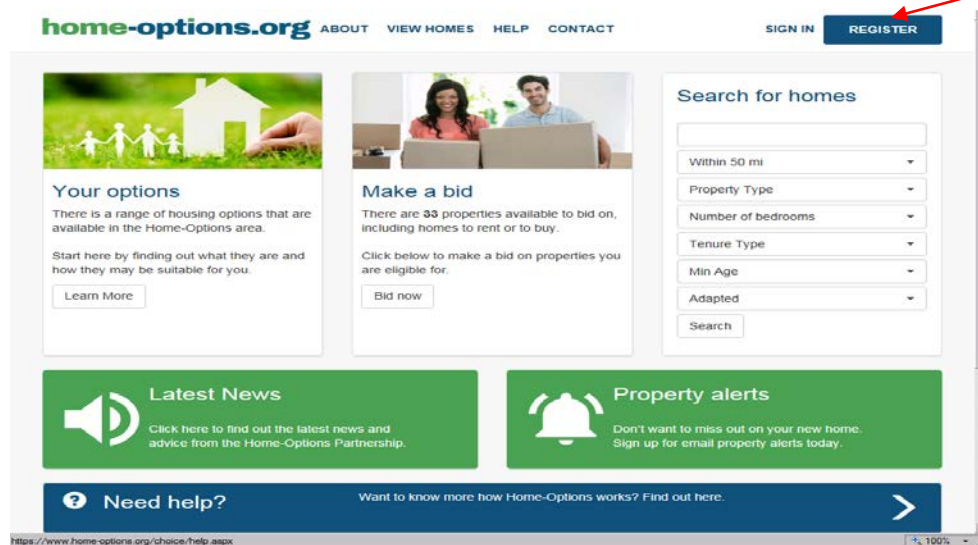 home-options.org ABOUT VIEW HOMES HELP CONTACT SIGN IN REGISTER
Your options
There is a range of housing options that are
available in the Home-Options area.
Start here by finding out what they are and
how they may be suitable for you.
Learn More
Make a bid
There are 33 properties available to bid on,
including homes to rent or to buy.
Click below to make a bid on properties you
are eligible for.
Bid now
Search for homes
Within 50 mi
Property Type
Number of bedrooms
Tenure Type
Min Age
Adapted
Search
Latest News
Click here to find out the latest news and
advice from the Home-Options Partnership.
Property alerts
Don't want to miss out on your new home.
Sign up for email property alerts today.
? Need help?
Want to know more how Home-Options works? Find out here.
https://www.home-options.org/choice/help.aspx
100%